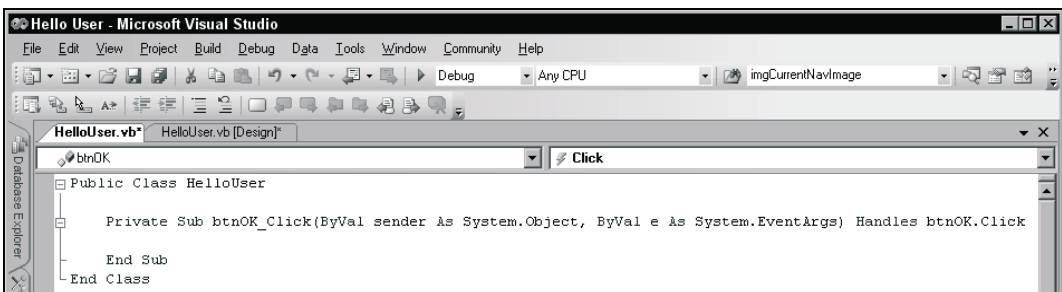 Hello User - Microsoft Visual Studio
File Edit View Project Build Debug Data Tools Window Community Help
Debug Any CPU imgCurrentNavImage
HelloUser.vb* HelloUser.vb [Design]*
btnOK Click
Database Explorer
Public Class HelloUser
Private Sub btnOK_Click(ByVal sender As System.Object, ByVal e As System.EventArgs) Handles btnOK.Click
End Sub
End Class